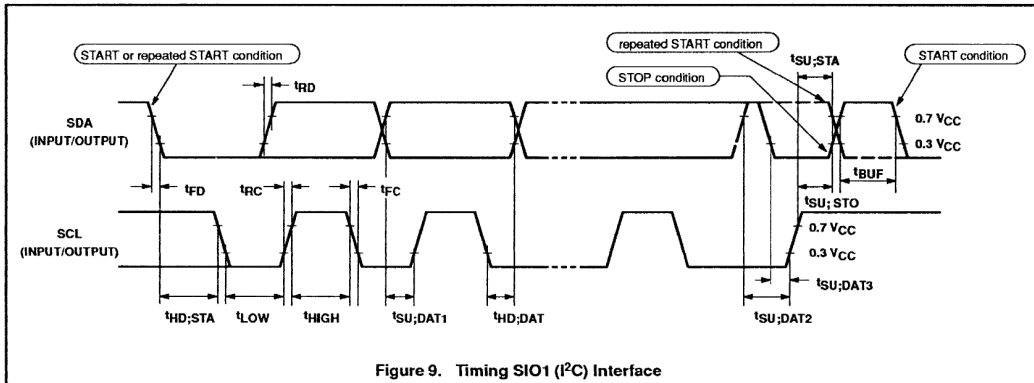 START or repeated START condition
repeated START condition
STOP condition
START condition
tSU;STA
tRD
SDA
(INPUT/OUTPUT)
0.7 VCC
0.3 VCC
tFD
tRC
tFC
tBUF
tSU; STO
SCL
(INPUT/OUTPUT)
0.7 VCC
0.3 VCC
tSU;DAT3
tHD;STA
tLOW
tHIGH
tSU;DAT1
tHD;DAT
tSU;DAT2
Figure 9. Timing SIO1 (I²C) Interface